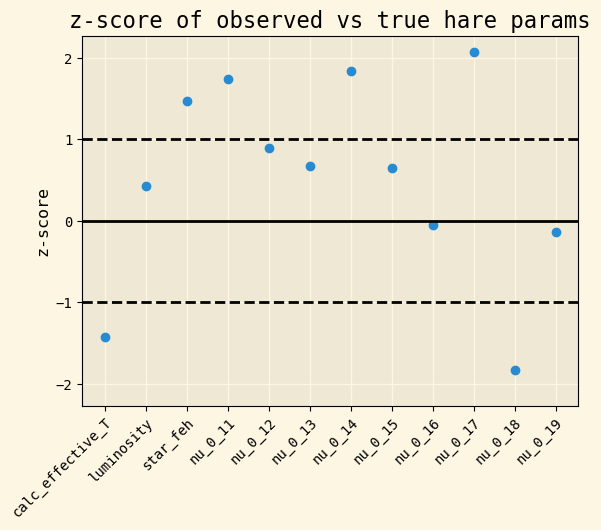 z-score of observed vs true hare params
z-score
2
1
0
−1
−2
calc_effective_T
luminosity
star_feh
nu_0_11
nu_0_12
nu_0_13
nu_0_14
nu_0_15
nu_0_16
nu_0_17
nu_0_18
nu_0_19